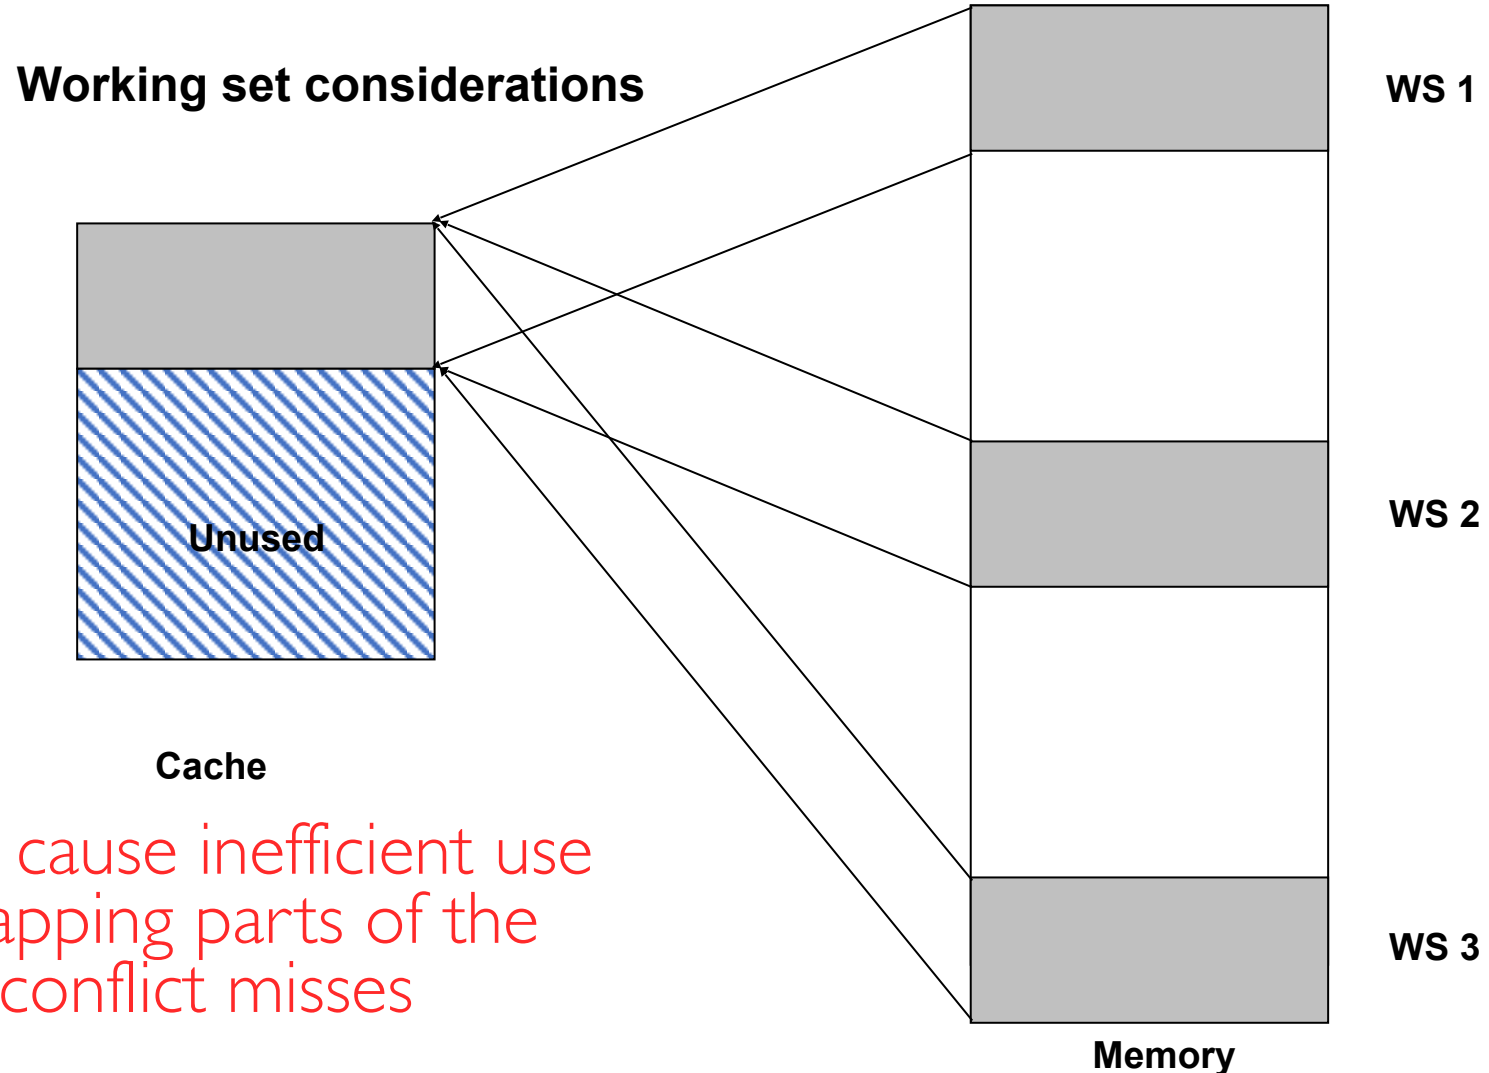 Working set considerations
WS 1
WS 2
Unused
Cache
cause inefficient use
apping parts of the
conflict misses
WS 3
Memory